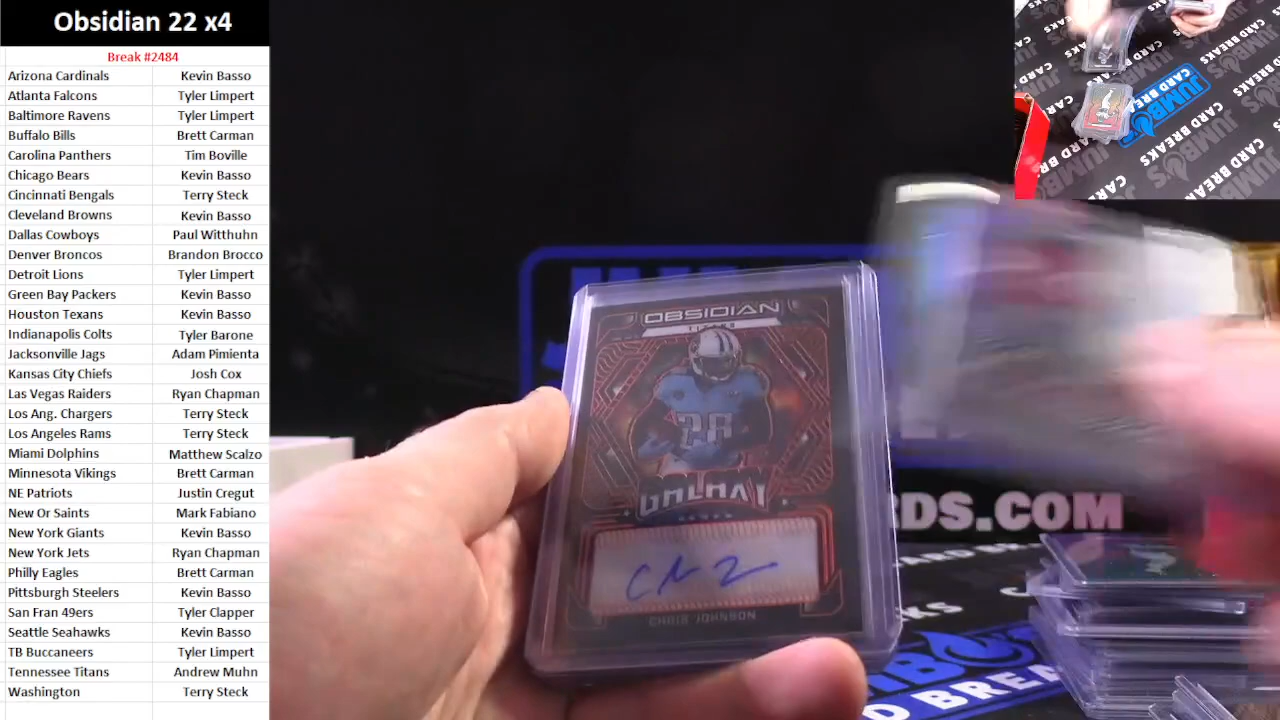 Obsidian 22 x4
Break #2484
Arizona Cardinals Kevin Basso
Atlanta Falcons Tyler Limpert
Baltimore Ravens Tyler Limpert
Buffalo Bills Brett Carman
Carolina Panthers Tim Boville
Chicago Bears Kevin Basso
Cincinnati Bengals Terry Steck
Cleveland Browns Kevin Basso
Dallas Cowboys Paul Witthuhn
Denver Broncos Brandon Brocco
Detroit Lions Tyler Limpert
Green Bay Packers Kevin Basso
Houston Texans Kevin Basso
Indianapolis Colts Tyler Barone
Jacksonville Jags Adam Pimienta
Kansas City Chiefs Josh Cox
Las Vegas Raiders Ryan Chapman
Los Ang. Chargers Terry Steck
Los Angeles Rams Terry Steck
Miami Dolphins Matthew Scalzo
Minnesota Vikings Brett Carman
NE Patriots Justin Cregut
New Or Saints Mark Fabiano
New York Giants Kevin Basso
New York Jets Ryan Chapman
Philly Eagles Brett Carman
Pittsburgh Steelers Kevin Basso
San Fran 49ers Tyler Clapper
Seattle Seahawks Kevin Basso
TB Buccaneers Tyler Limpert
Tennessee Titans Andrew Muhn
Washington Terry Steck
OBSIDIAN
TITANS
28
GALAXY
CHRIS JOHNSON
RDS.COM
JUMBO'S
CARD BREAKS